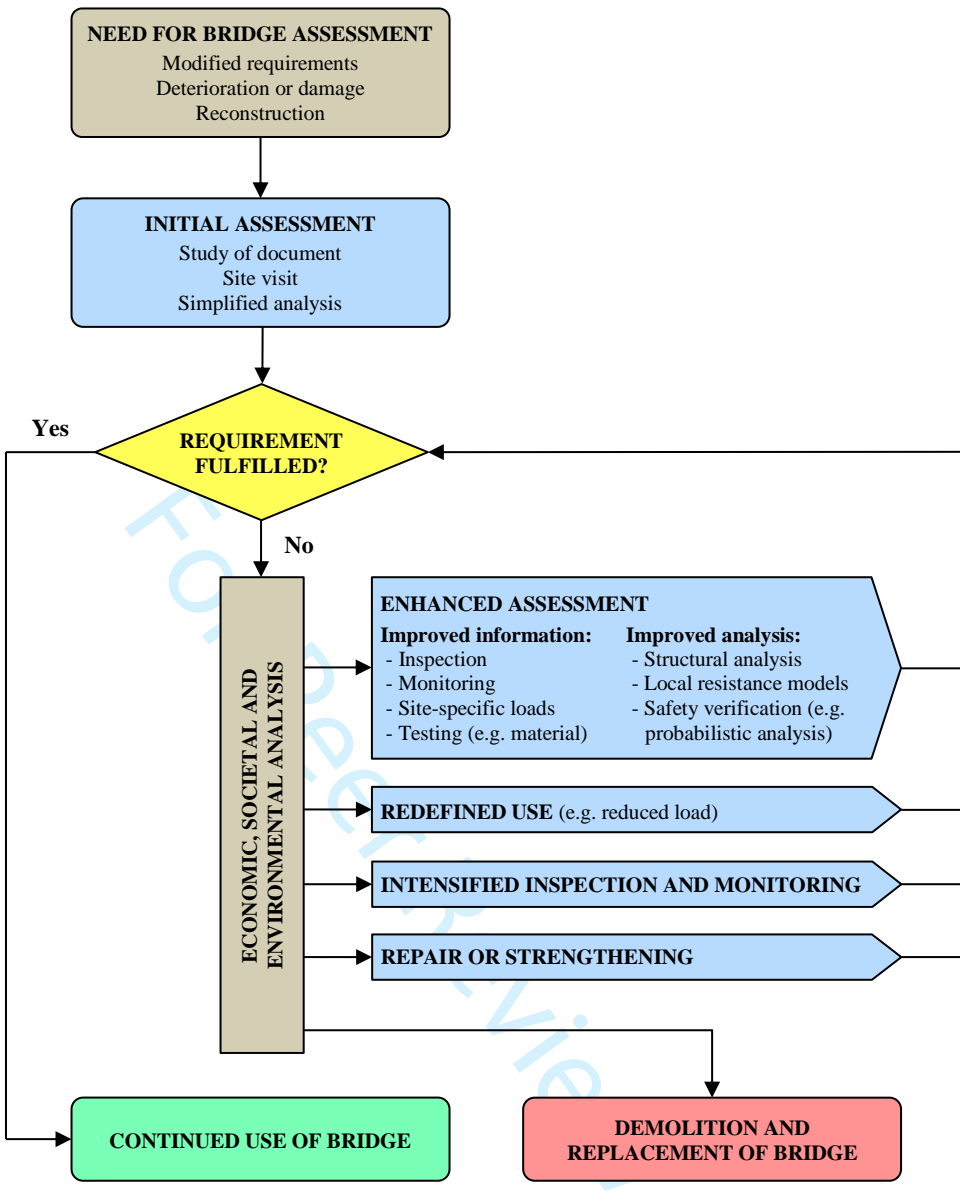 NEED FOR BRIDGE ASSESSMENT
Modified requirements
Deterioration or damage
Reconstruction
INITIAL ASSESSMENT
Study of document
Site visit
Simplified analysis
Yes
REQUIREMENT
FULFILLED?
No
ECONOMIC, SOCIETAL AND
ENVIRONMENTAL ANALYSIS
ENHANCED ASSESSMENT
Improved information:
- Inspection
- Monitoring
- Site-specific loads
- Testing (e.g. material)
Improved analysis:
- Structural analysis
- Local resistance models
- Safety verification (e.g.
probabilistic analysis)
REDEFINED USE (e.g. reduced load)
INTENSIFIED INSPECTION AND MONITORING
REPAIR OR STRENGTHENING
CONTINUED USE OF BRIDGE
DEMOLITION AND
REPLACEMENT OF BRIDGE
For Peer Review